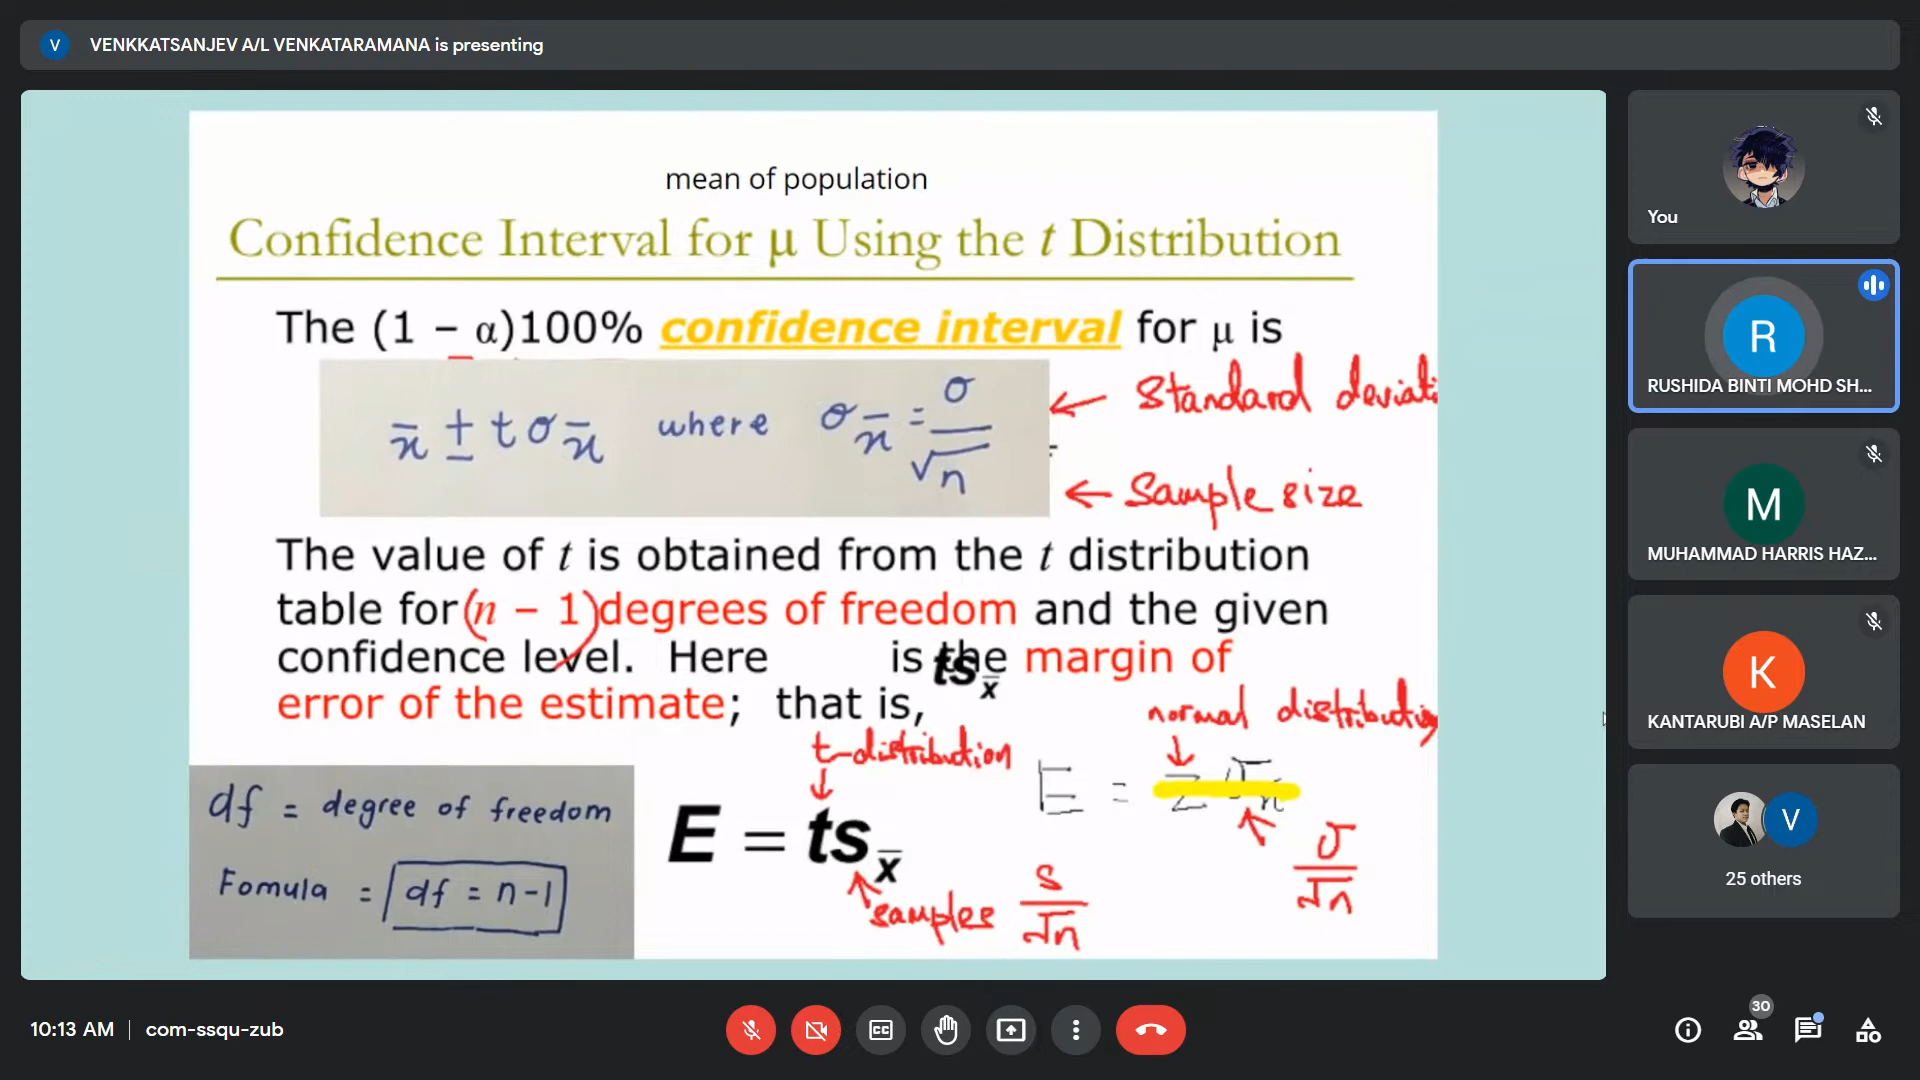 V VENKKATSANJEV A/L VENKATARAMANA is presenting
mean of population
Confidence Interval for μ Using the t Distribution
The (1 – α)100% confidence interval for μ is
x̄ ± t σx̄ where σx̄ = σ/√n
← Standard deviati
← Sample size
The value of t is obtained from the t distribution
table for (n – 1) degrees of freedom and the given
confidence level. Here is the margin of
tsx̄
error of the estimate; that is,
normal distribution
t-distribution
E = zσx̄
σ/√n
df = degree of freedom
Fomula = df = n-1
E = tsx̄
samples s/√n
You
R
RUSHIDA BINTI MOHD SH...
M
MUHAMMAD HARRIS HAZ...
K
KANTARUBI A/P MASELAN
V
25 others
10:13 AM | com-ssqu-zub
CC
30